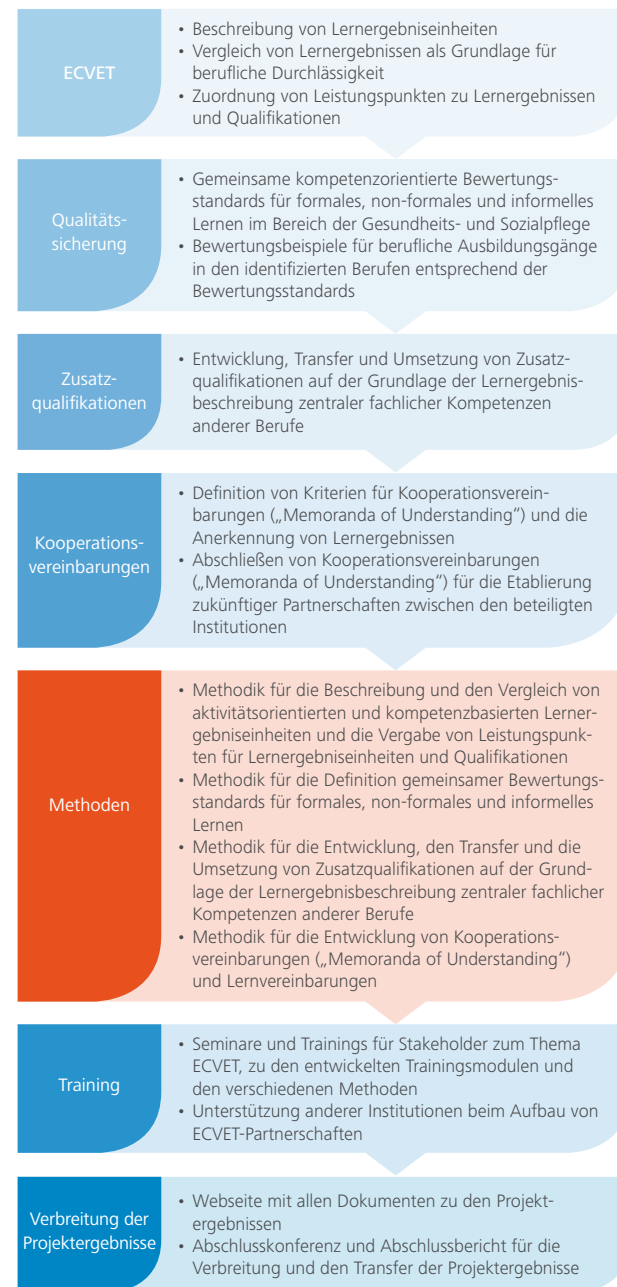 ECVET
• Beschreibung von Lernergebniseinheiten
• Vergleich von Lernergebnissen als Grundlage für
berufliche Durchlässigkeit
• Zuordnung von Leistungspunkten zu Lernergebnissen
und Qualifikationen
Qualitäts-
sicherung
• Gemeinsame kompetenzorientierte Bewertungs-
standards für formales, non-formales und informelles
Lernen im Bereich der Gesundheits- und Sozialpflege
• Bewertungsbeispiele für berufliche Ausbildungsgänge
in den identifizierten Berufen entsprechend der
Bewertungsstandards
Zusatz-
qualifikationen
• Entwicklung, Transfer und Umsetzung von Zusatz-
qualifikationen auf der Grundlage der Lernergebnis-
beschreibung zentraler fachlicher Kompetenzen
anderer Berufe
Kooperations-
vereinbarungen
• Definition von Kriterien für Kooperationsverein-
barungen („Memoranda of Understanding“) und die
Anerkennung von Lernergebnissen
• Abschließen von Kooperationsvereinbarungen
(„Memoranda of Understanding“) für die Etablierung
zukünftiger Partnerschaften zwischen den beteiligten
Institutionen
Methoden
• Methodik für die Beschreibung und den Vergleich von
aktivitätsorientierten und kompetenzbasierten Lerner-
gebniseinheiten und die Vergabe von Leistungspunk-
ten für Lernergebniseinheiten und Qualifikationen
• Methodik für die Definition gemeinsamer Bewertungs-
standards für formales, non-formales und informelles
Lernen
• Methodik für die Entwicklung, den Transfer und die
Umsetzung von Zusatzqualifikationen auf der Grund-
lage der Lernergebnisbeschreibung zentraler fachlicher
Kompetenzen anderer Berufe
• Methodik für die Entwicklung von Kooperations-
vereinbarungen („Memoranda of Understanding“)
und Lernvereinbarungen
Training
• Seminare und Trainings für Stakeholder zum Thema
ECVET, zu den entwickelten Trainingsmodulen und
den verschiedenen Methoden
• Unterstützung anderer Institutionen beim Aufbau von
ECVET-Partnerschaften
Verbreitung der
Projektergebnisse
• Webseite mit allen Dokumenten zu den Projekt-
ergebnissen
• Abschlusskonferenz und Abschlussbericht für die
Verbreitung und den Transfer der Projektergebnisse